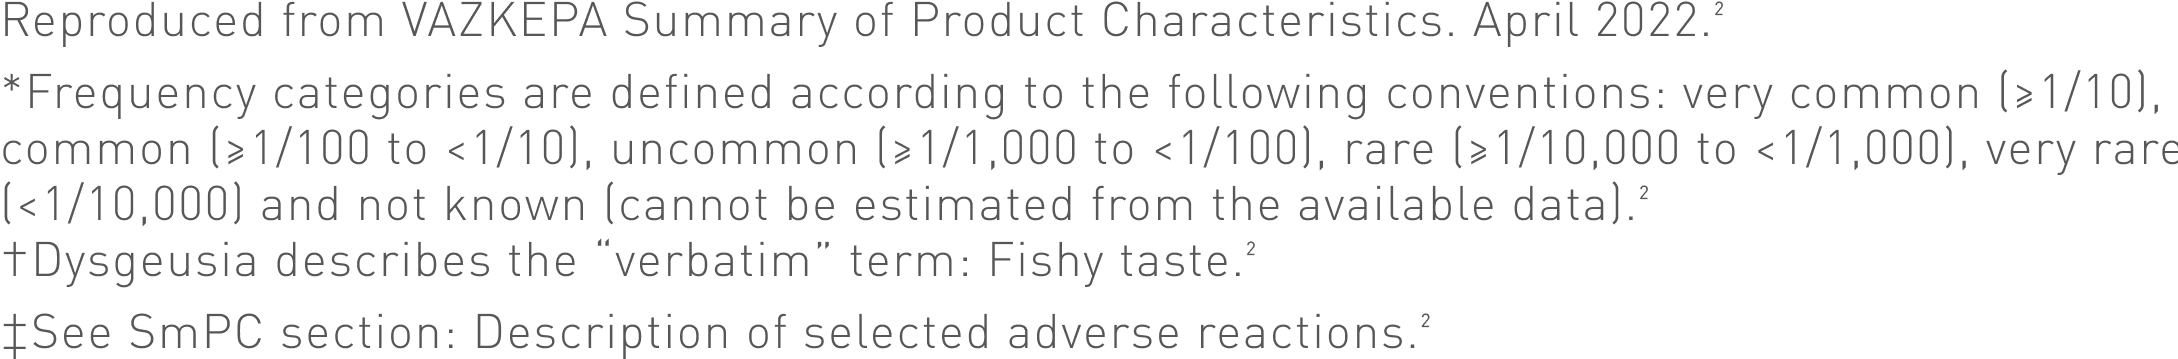 Reproduced from VAZKEPA Summary of Product Characteristics. April 2022.²
*Frequency categories are defined according to the following conventions: very common (⩾1/10),
common (⩾1/100 to <1/10), uncommon (⩾1/1,000 to <1/100), rare (⩾1/10,000 to <1/1,000), very rare
(<1/10,000) and not known (cannot be estimated from the available data).²
†Dysgeusia describes the “verbatim” term: Fishy taste.²
‡See SmPC section: Description of selected adverse reactions.²